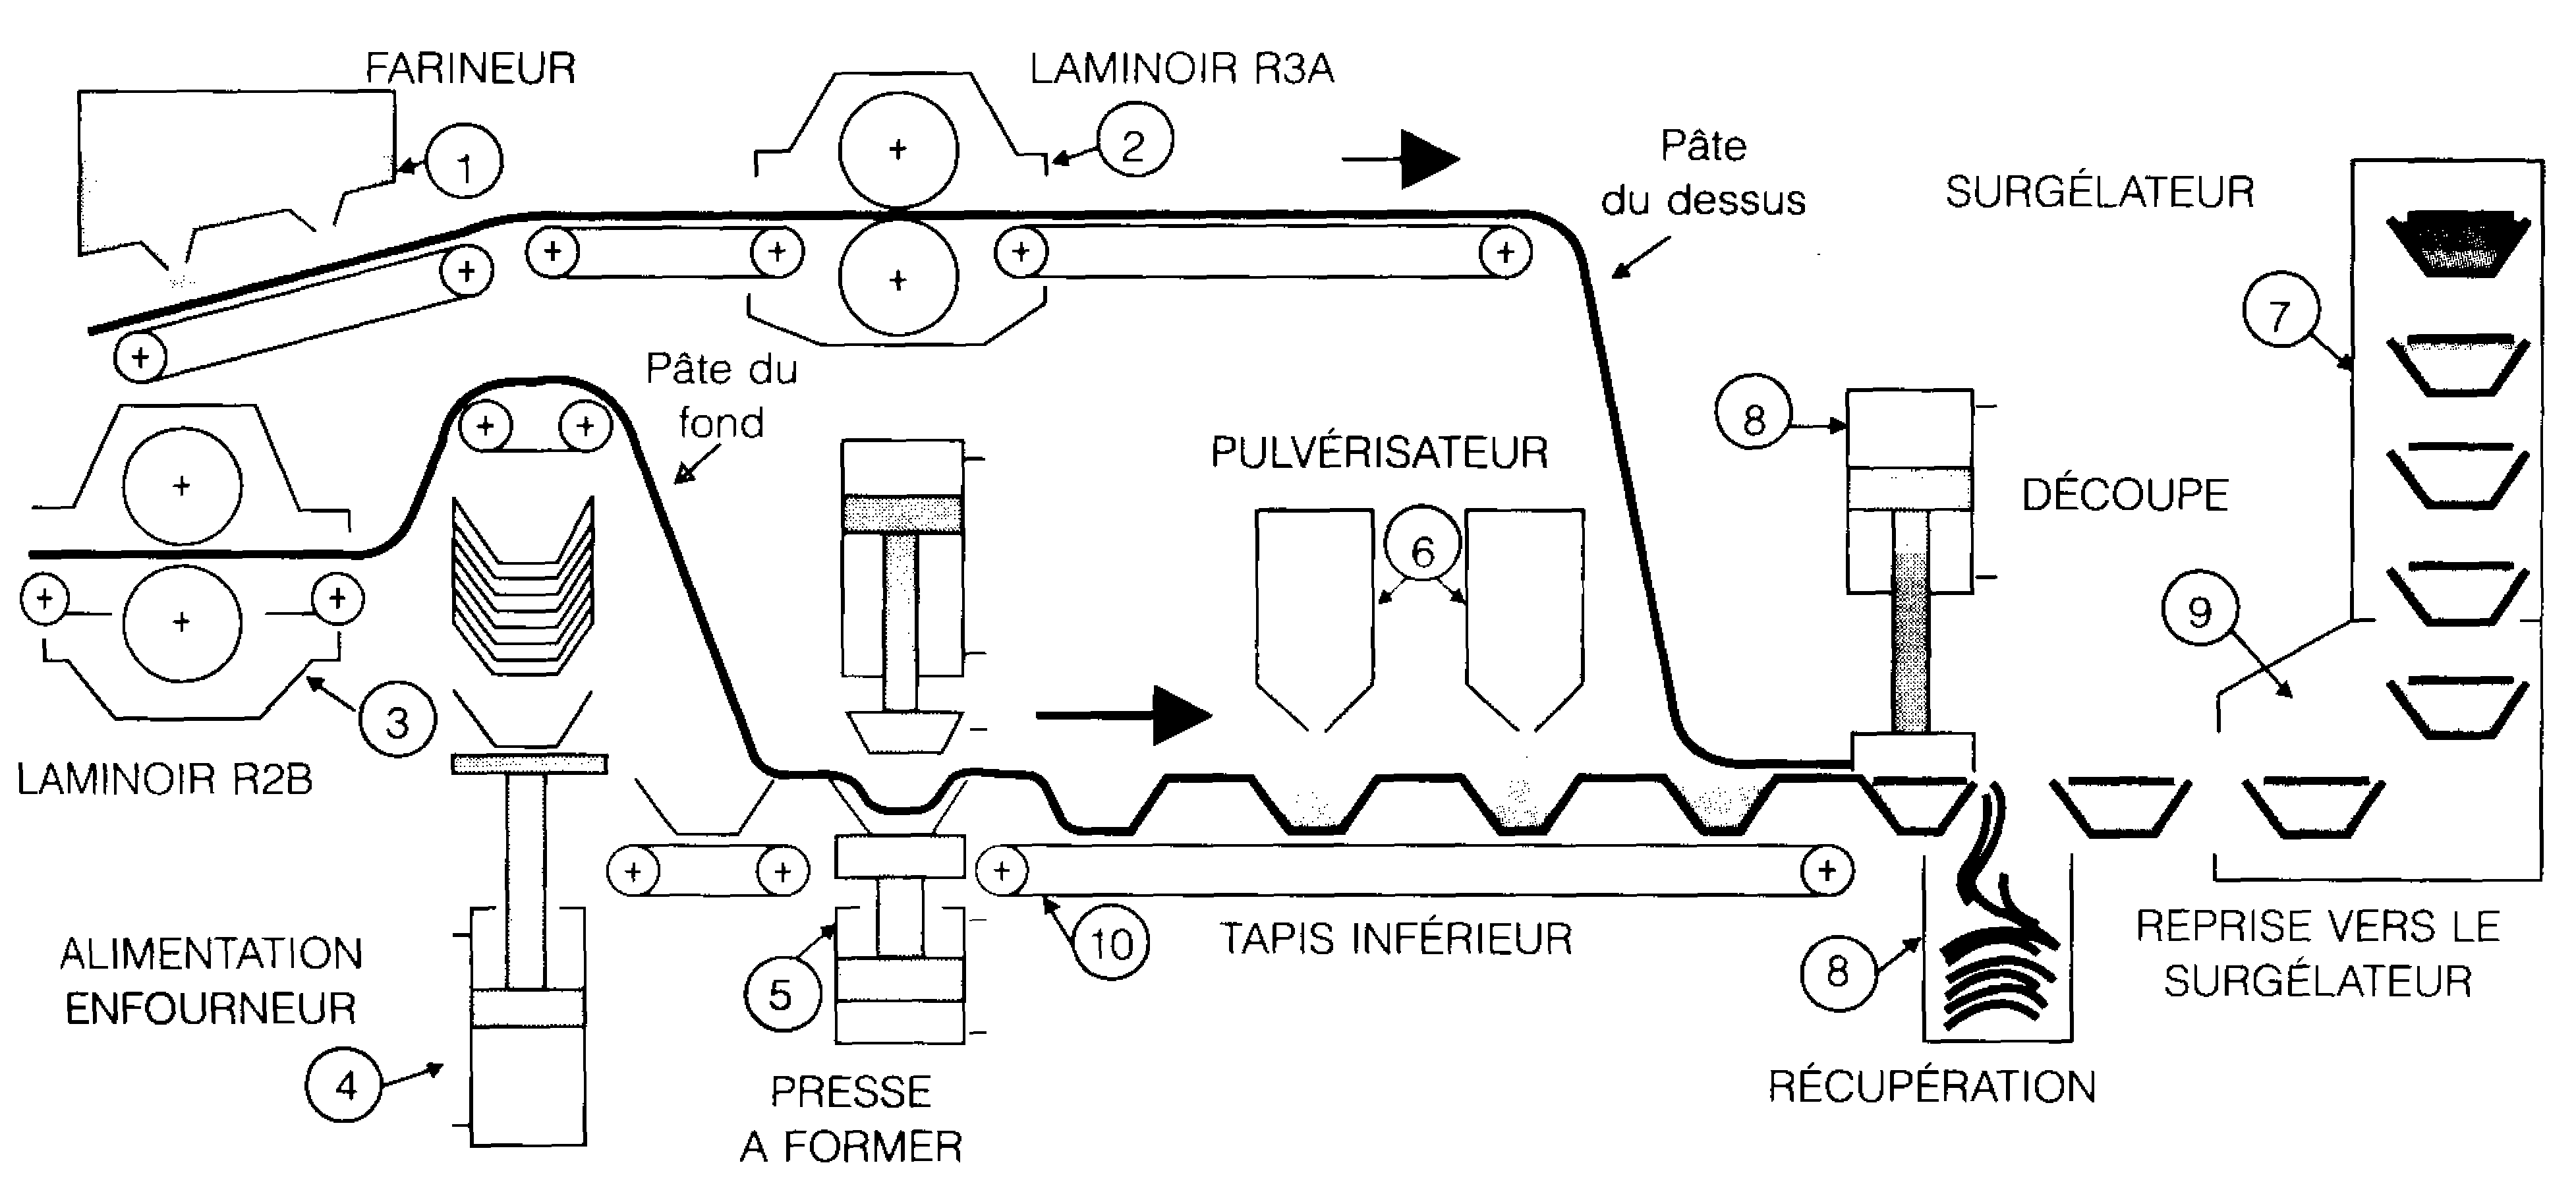 FARINEUR
1
LAMINOIR R3A
2
Pâte
du dessus
SURGÉLATEUR
7
Pâte du
fond
8
PULVÉRISATEUR
6
DÉCOUPE
9
3
LAMINOIR R2B
ALIMENTATION
ENFOURNEUR
4
5
PRESSE
A FORMER
10
TAPIS INFÉRIEUR
8
RÉCUPÉRATION
REPRISE VERS LE
SURGÉLATEUR